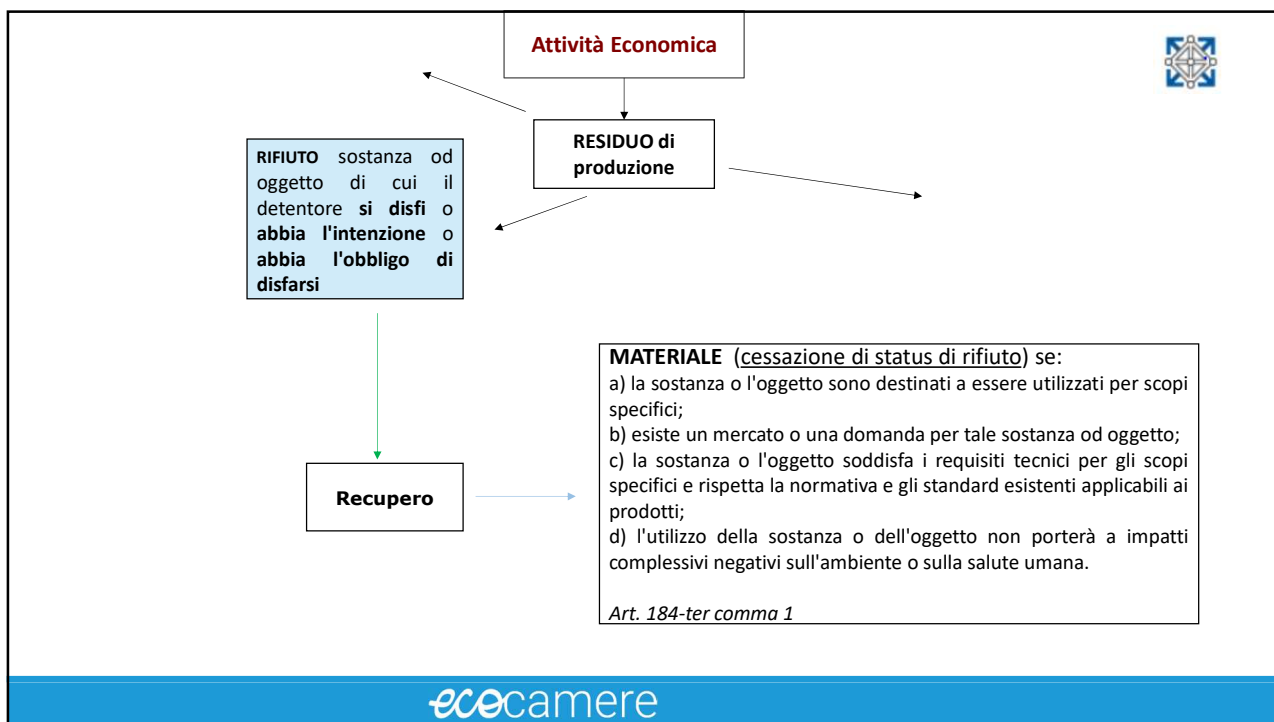 Attività Economica
RESIDUO di
produzione
RIFIUTO sostanza od
oggetto di cui il
detentore si disfi o
abbia l'intenzione o
abbia l'obbligo di
disfarsi
MATERIALE (cessazione di status di rifiuto) se:
a) la sostanza o l'oggetto sono destinati a essere utilizzati per scopi
specifici;
b) esiste un mercato o una domanda per tale sostanza od oggetto;
c) la sostanza o l'oggetto soddisfa i requisiti tecnici per gli scopi
specifici e rispetta la normativa e gli standard esistenti applicabili ai
prodotti;
d) l'utilizzo della sostanza o dell'oggetto non porterà a impatti
complessivi negativi sull'ambiente o sulla salute umana.
Art. 184-ter comma 1
Recupero
ecocamere